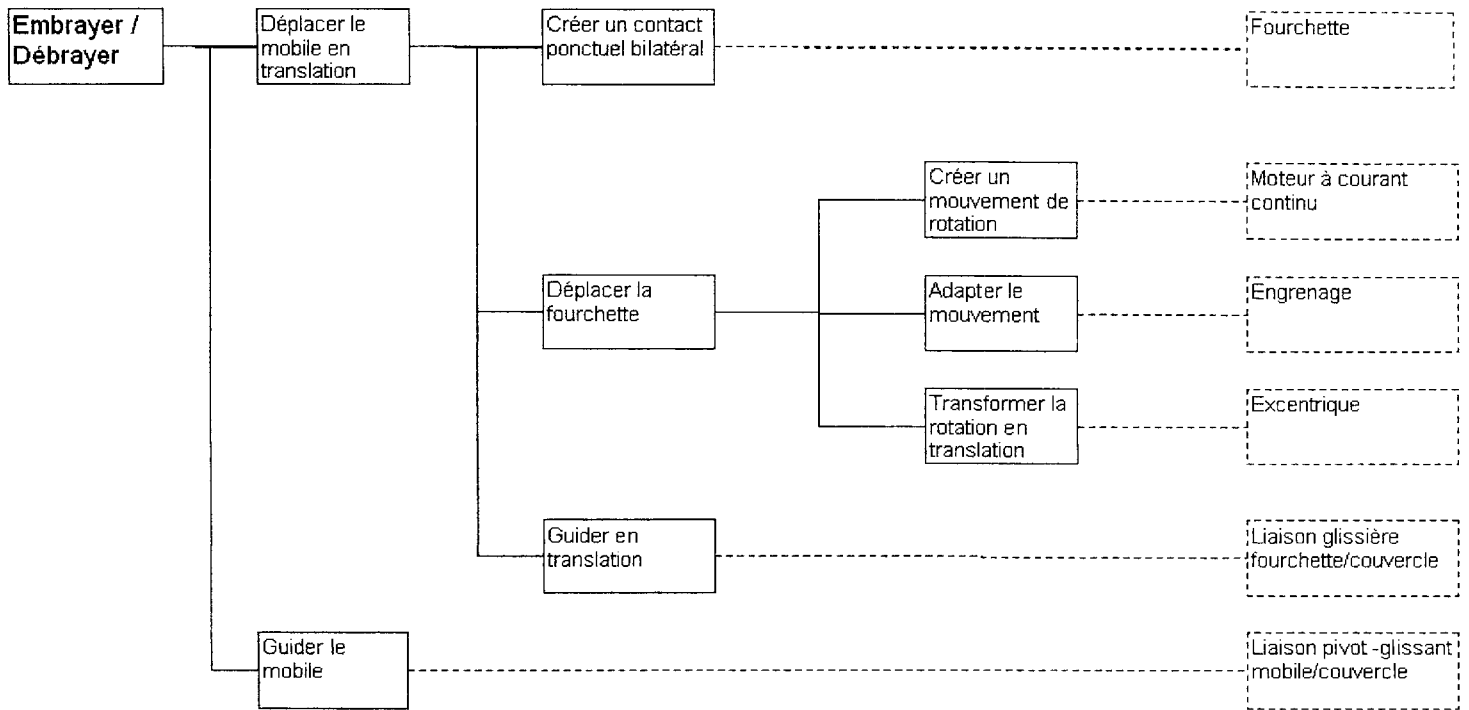 Embrayer /
Débrayer
Déplacer le
mobile en
translation
Créer un contact
ponctuel bilatéral
Fourchette
Créer un
mouvement de
rotation
Moteur à courant
continu
Déplacer la
fourchette
Adapter le
mouvement
Engrenage
Transformer la
rotation en
translation
Excentrique
Guider en
translation
Liaison glissière
fourchette/couvercle
Guider le
mobile
Liaison pivot -glissant
mobile/couvercle